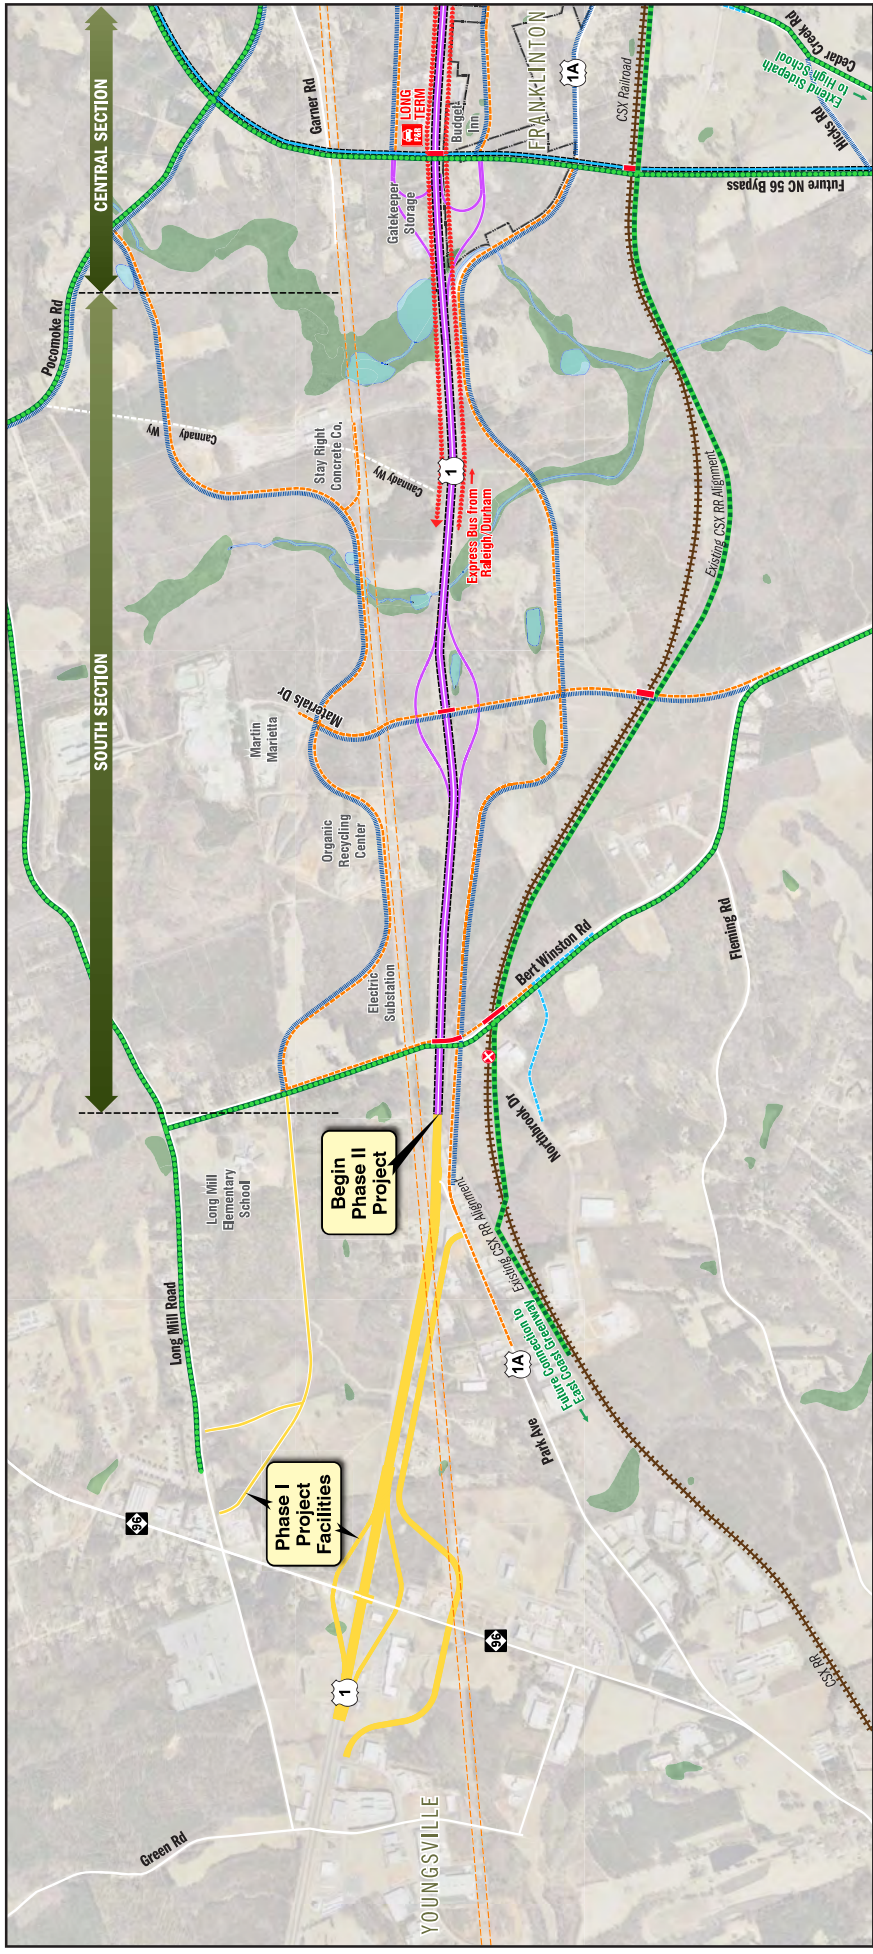 CENTRAL SECTION
SOUTH SECTION
Cedar Creek Rd
Extend Sidepath
to High School
Hicks Rd
Future NC 56 Bypass
CSX Railroad
FRANKLINTON
1A
Budget
Inn
LONG
TERM
P&R
Garner Rd
Gatekeeper
Storage
Pocomoke Rd
Cannady Wy
Stay Right
Concrete Co.
Cannady Wy
1
Express Bus from
Raleigh/Durham
Existing CSX RR Alignment
Materials Dr
Martin
Marietta
Organic
Recycling
Center
Electric
Substation
Bert Winston Rd
Fleming Rd
Northbrook Dr
Begin
Phase II
Project
Long Mill
Elementary
School
Long Mill Road
Existing CSX RR Alignment
Future Connection to
East Coast Greenway
1A
Park Ave
Phase I
Project
Facilities
96
96
1
CSX RR
Green Rd
YOUNGSVILLE